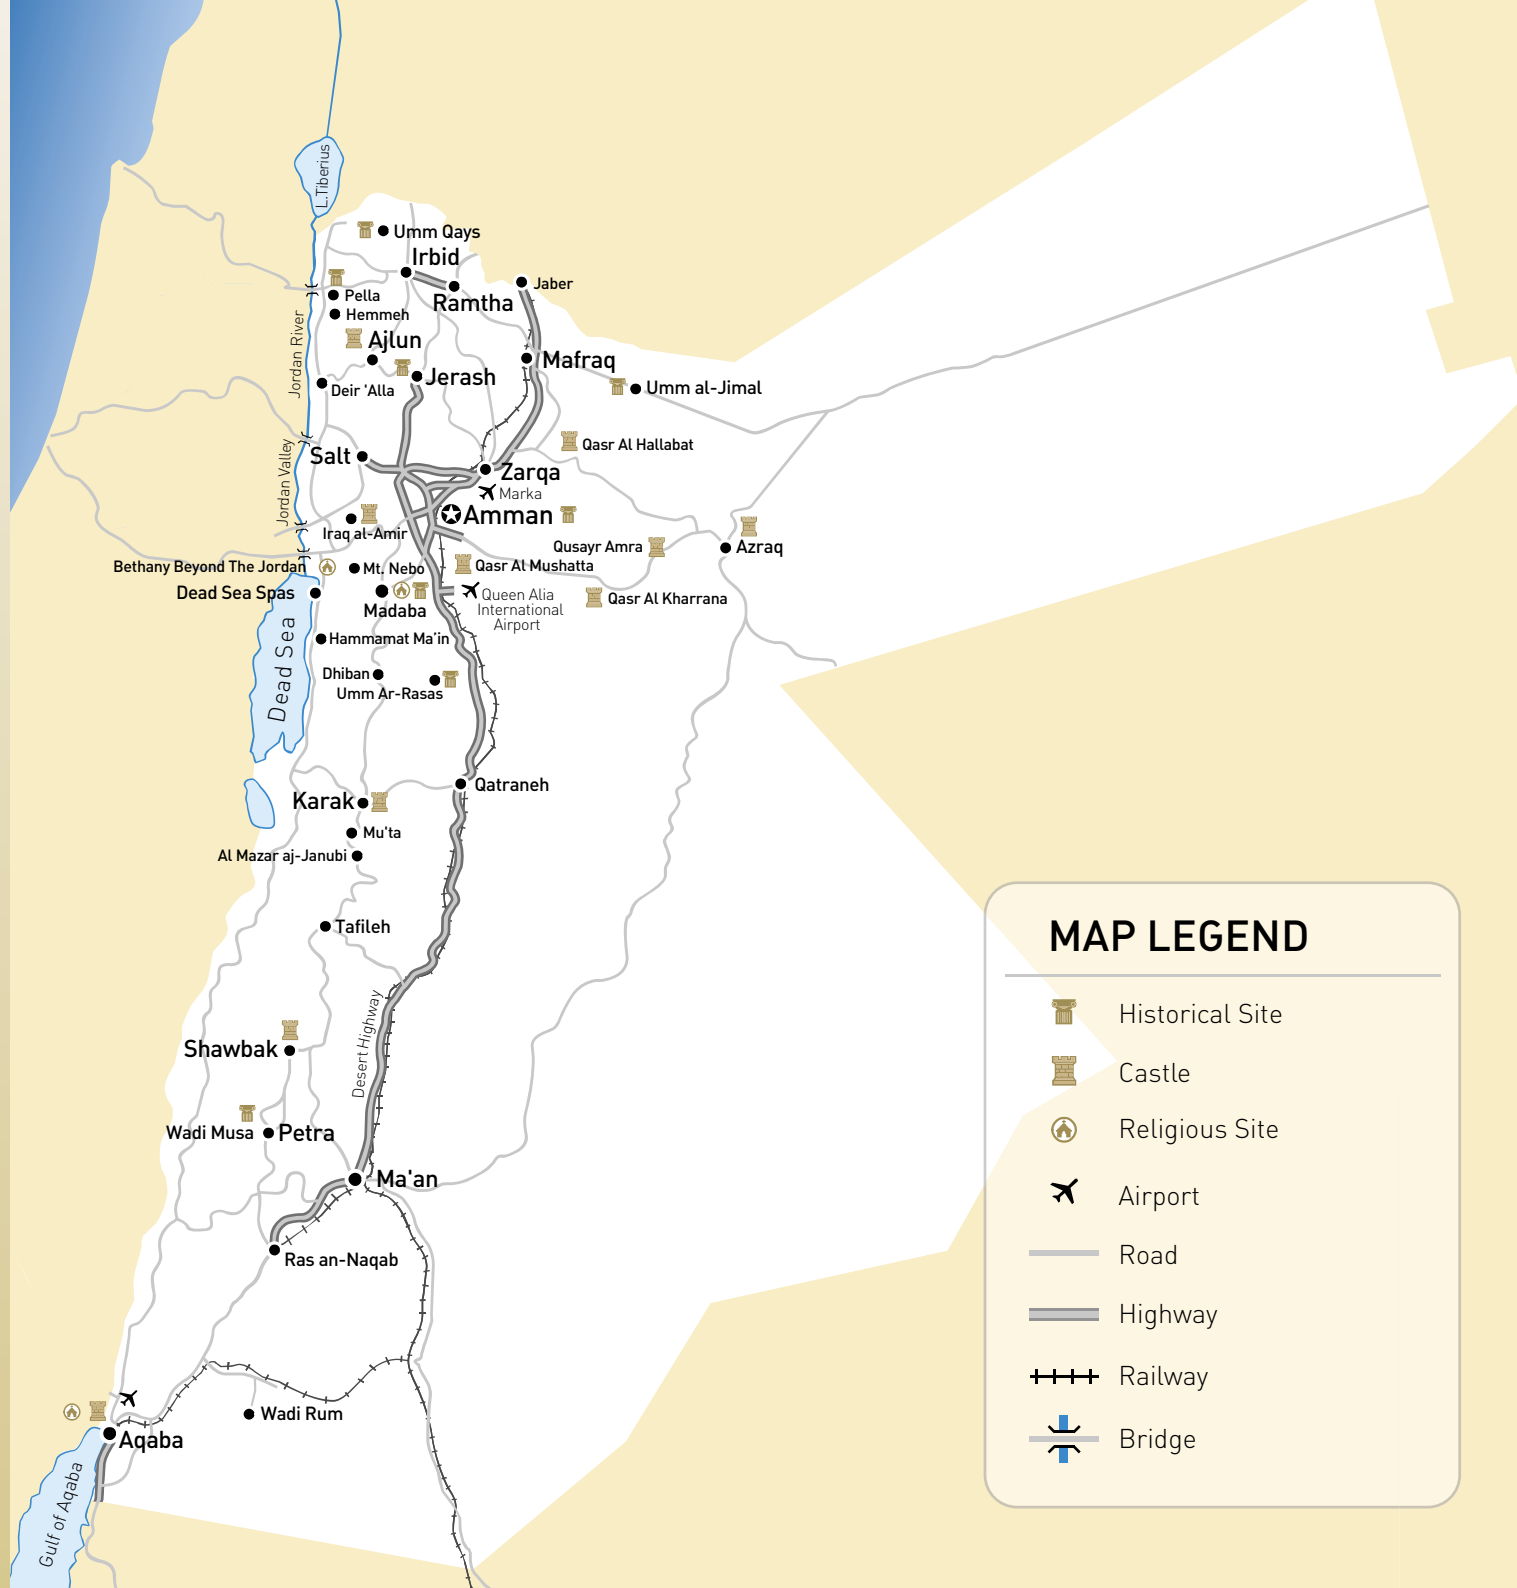 L.Tiberius
Umm Qays
Irbid
Ramtha
Jaber
Pella
Hemmeh
Jordan River
Ajlun
Mafraq
Jerash
Deir 'Alla
Umm al-Jimal
Jordan Valley
Salt
Qasr Al Hallabat
Zarqa
Marka
Amman
Iraq al-Amir
Qusayr Amra
Azraq
Bethany Beyond The Jordan
Mt. Nebo
Qasr Al Mushatta
Dead Sea Spas
Madaba
Queen Alia
International
Airport
Qasr Al Kharrana
Dead Sea
Hammamat Ma'in
Dhiban
Umm Ar-Rasas
Qatraneh
Karak
Mu'ta
Al Mazar aj-Janubi
Tafileh
Desert Highway
Shawbak
Wadi Musa
Petra
Ma'an
Ras an-Naqab
Wadi Rum
Aqaba
Gulf of Aqaba
MAP LEGEND
Historical Site
Castle
Religious Site
Airport
Road
Highway
Railway
Bridge